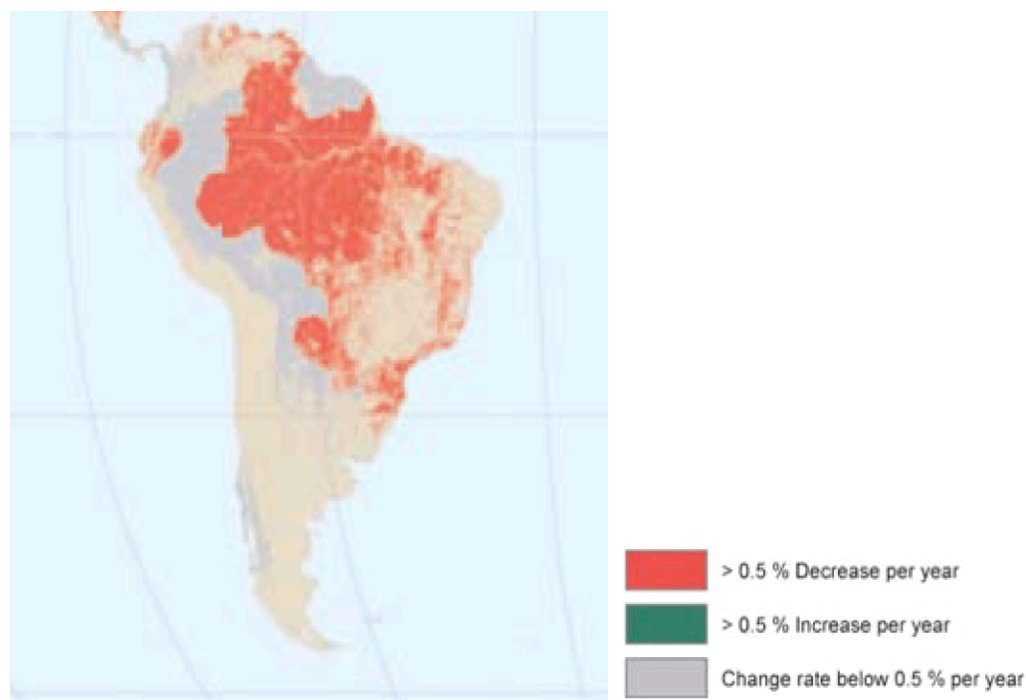 > 0.5 % Decrease per year
> 0.5 % Increase per year
Change rate below 0.5 % per year